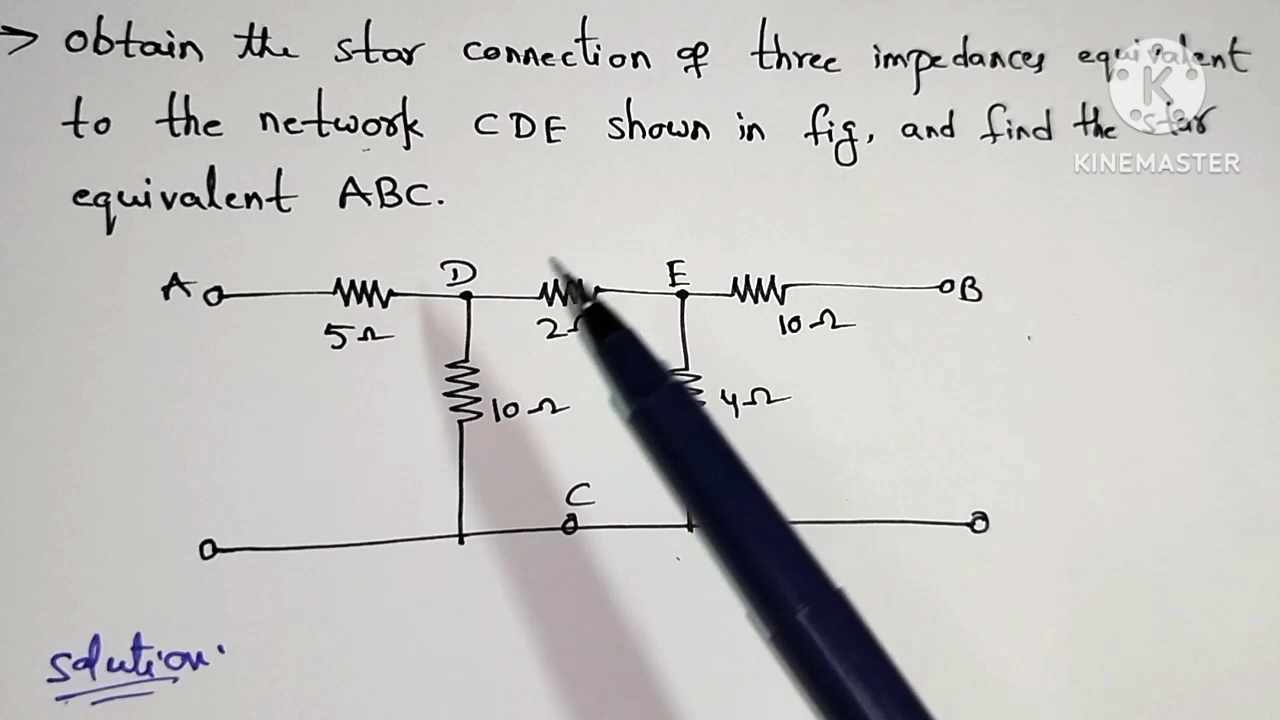 → obtain the star connection of three impedances equivalent
to the network CDE shown in fig, and find the star
equivalent ABC.
K
KINEMASTER
A D E B
5Ω 2Ω 10Ω
10Ω 4Ω
C
solution.